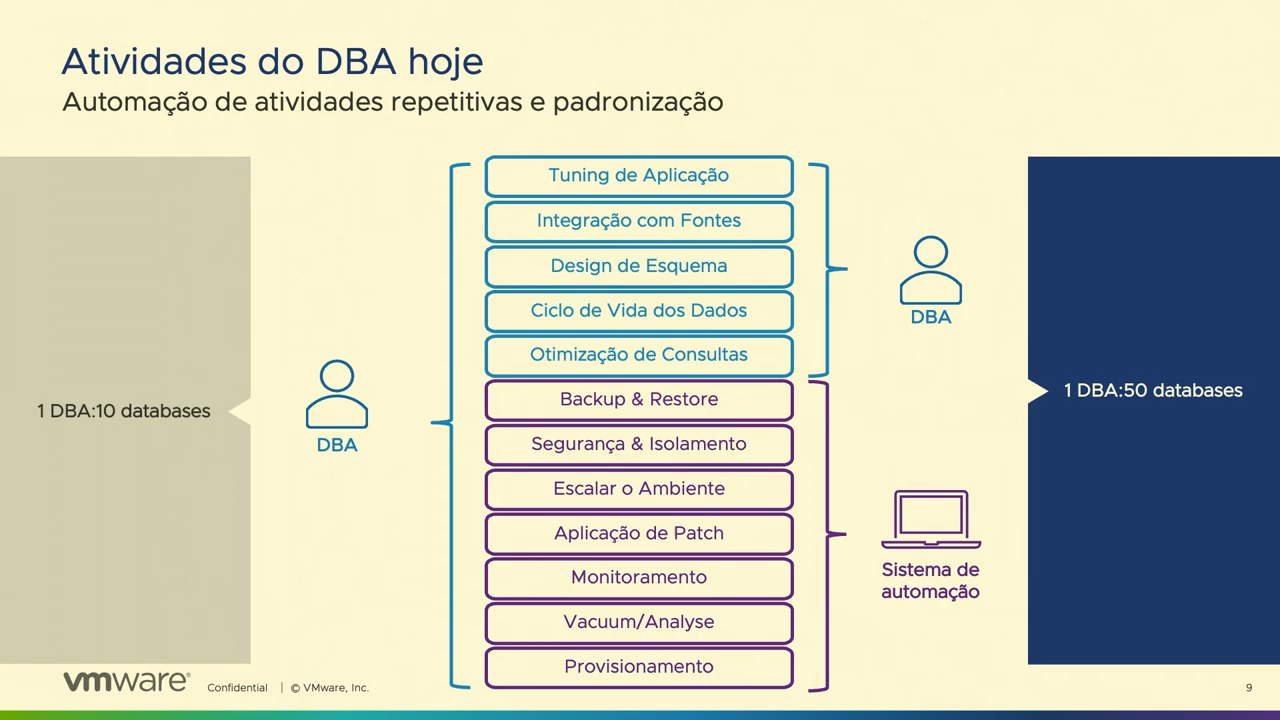 Atividades do DBA hoje
Automação de atividades repetitivas e padronização
1 DBA:10 databases
DBA
Tuning de Aplicação
Integração com Fontes
Design de Esquema
Ciclo de Vida dos Dados
Otimização de Consultas
Backup & Restore
Segurança & Isolamento
Escalar o Ambiente
Aplicação de Patch
Monitoramento
Vacuum/Analyse
Provisionamento
DBA
Sistema de
automação
1 DBA:50 databases
vmware®
Confidential | © VMware, Inc.
9